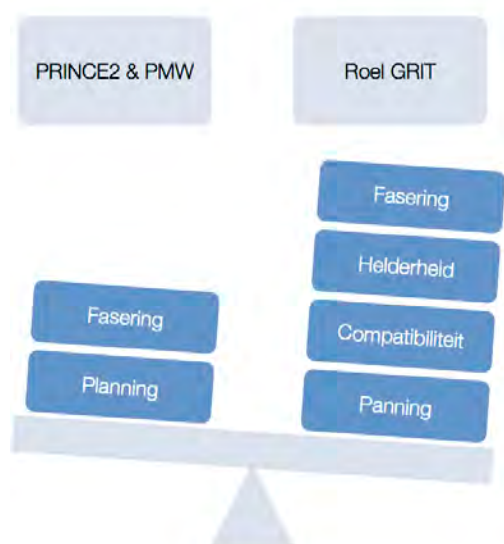 PRINCE2 & PMW
Roel GRIT
Fasering
Helderheid
Compatibiliteit
Panning
Fasering
Planning